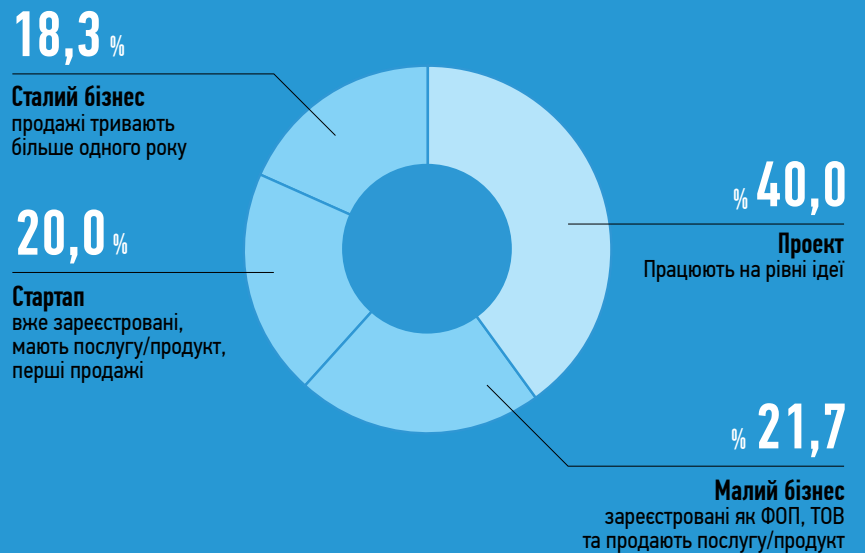 18,3 %
Сталий бізнес
продажі тривають
більше одного року
20,0 %
Стартап
вже зареєстровані,
мають послугу/продукт,
перші продажі
% 40,0
Проект
Працюють на рівні ідеї
% 21,7
Малий бізнес
зареєстровані як ФОП, ТОВ
та продають послугу/продукт